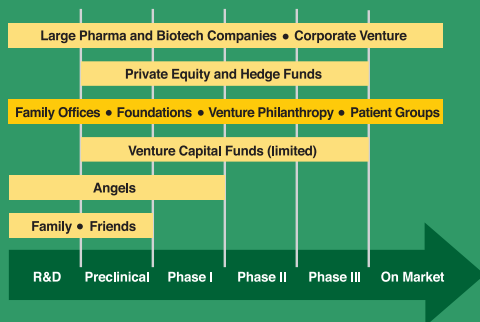 Large Pharma and Biotech Companies ● Corporate Venture
Private Equity and Hedge Funds
Family Offices ● Foundations ● Venture Philanthropy ● Patient Groups
Venture Capital Funds (limited)
Angels
Family ● Friends
R&D Preclinical Phase I Phase II Phase III On Market